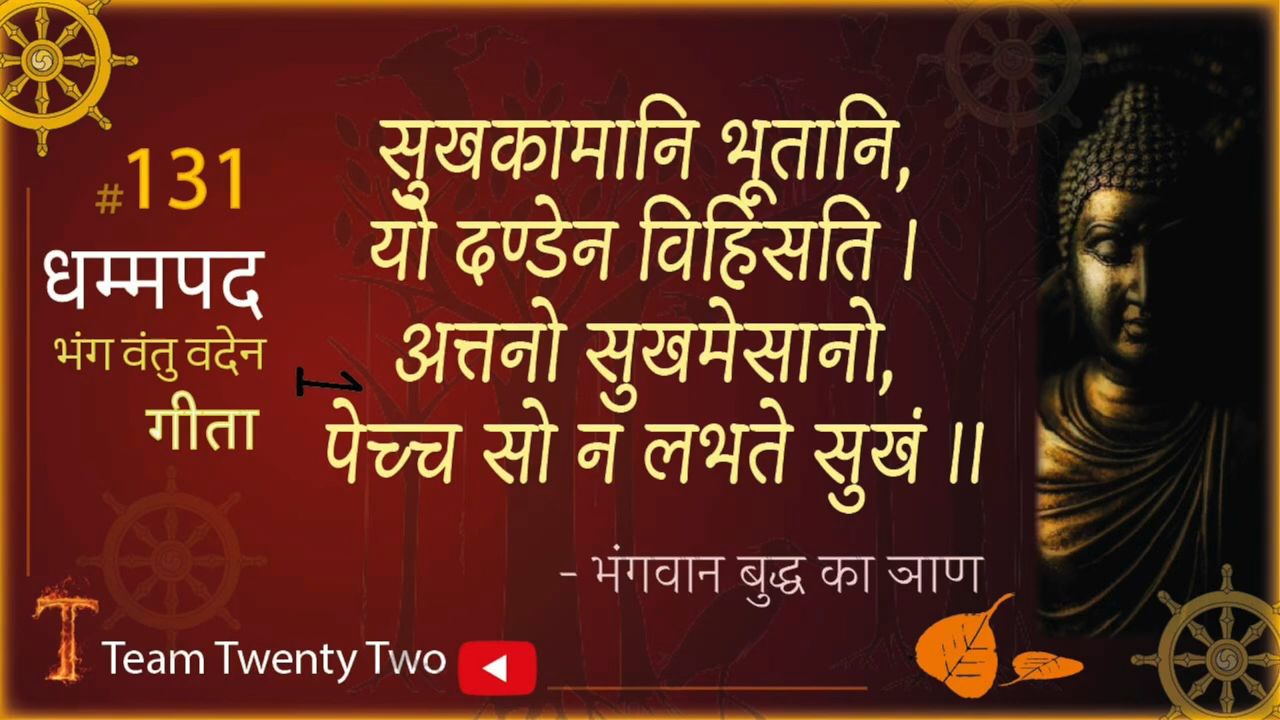 #131
धम्मपद
भंग वंतु वदेन
गीता
सुखकामानि भूतानि,
यो दण्डेन विहिंसति ।
अत्तनो सुखमेसानो,
पेच्च सो न लभते सुखं ॥
- भंगवान बुद्ध का ञाण
Team Twenty Two